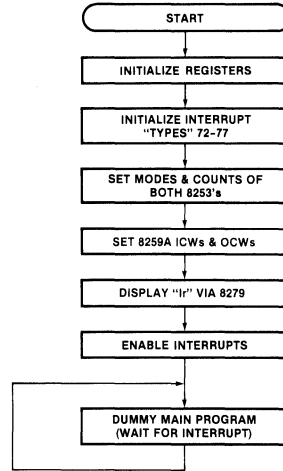 START
INITIALIZE REGISTERS
INITIALIZE INTERRUPT
"TYPES" 72-77
SET MODES & COUNTS OF
BOTH 8253's
SET 8259A ICWs & OCWs
DISPLAY "Ir" VIA 8279
ENABLE INTERRUPTS
DUMMY MAIN PROGRAM
(WAIT FOR INTERRUPT)